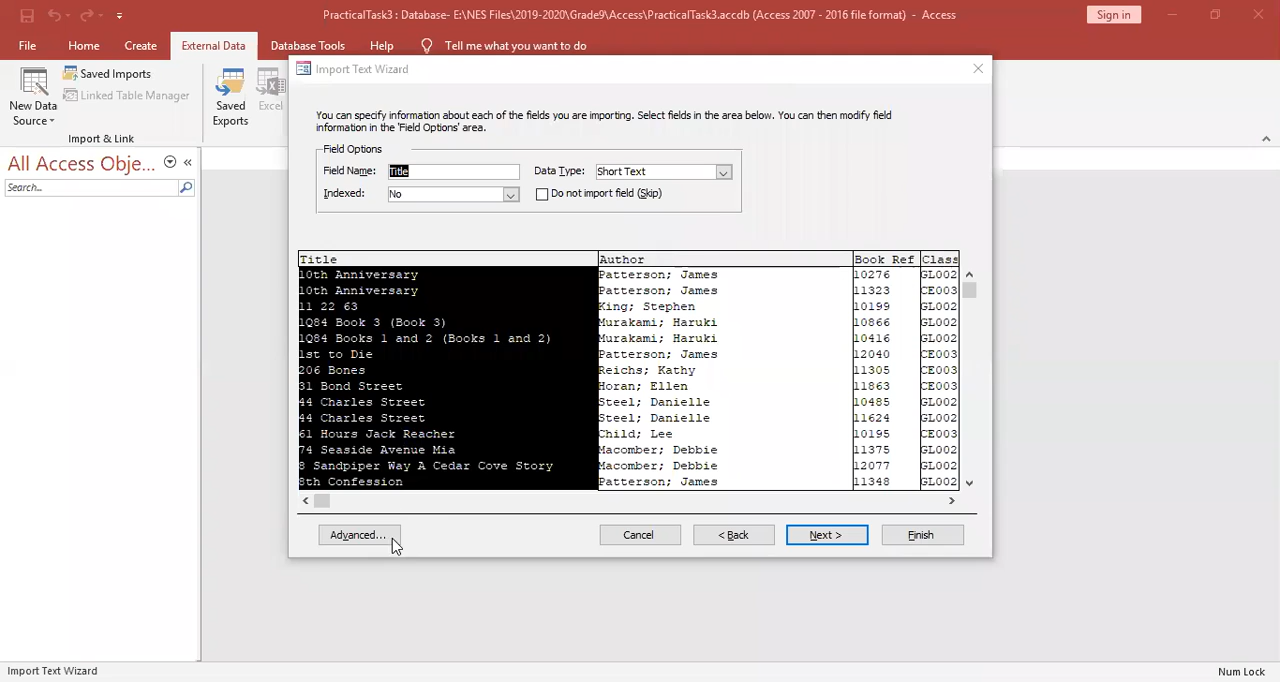 PracticalTask3 : Database- E:\NES Files\2019-2020\Grade9\Access\PracticalTask3.accdb (Access 2007 - 2016 file format) - Access
Sign in
File Home Create External Data Database Tools Help Tell me what you want to do
New Data Source
Saved Imports
Linked Table Manager
Import & Link
Saved Exports
Excel
All Access Obje...
Search...
Import Text Wizard
You can specify information about each of the fields you are importing. Select fields in the area below. You can then modify field
information in the 'Field Options' area.
Field Options
Field Name: Title Data Type: Short Text
Indexed: No Do not import field (Skip)
Title Author Book Ref Class
10th Anniversary Patterson; James 10276 GL002
10th Anniversary Patterson; James 11323 CE003
11 22 63 King; Stephen 10199 GL002
1Q84 Book 3 (Book 3) Murakami; Haruki 10866 GL002
1Q84 Books 1 and 2 (Books 1 and 2) Murakami; Haruki 10416 GL002
1st to Die Patterson; James 12040 CE003
206 Bones Reichs; Kathy 11305 CE003
31 Bond Street Horan; Ellen 11863 CE003
44 Charles Street Steel; Danielle 10485 GL002
44 Charles Street Steel; Danielle 11624 GL002
61 Hours Jack Reacher Child; Lee 10195 CE003
74 Seaside Avenue Mia Macomber; Debbie 11375 GL002
8 Sandpiper Way A Cedar Cove Story Macomber; Debbie 12077 GL002
8th Confession Patterson; James 11348 GL002
Advanced... Cancel < Back Next > Finish
Import Text Wizard
Num Lock